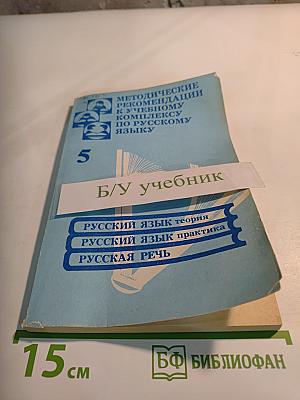 МЕТОДИЧЕСКИЕ
РЕКОМЕНДАЦИИ
К УЧЕБНОМУ
КОМПЛЕКСУ
ПО РУССКОМУ
ЯЗЫКУ
5
Б/У учебник
РУССКИЙ ЯЗЫК теория
РУССКИЙ ЯЗЫК практика
РУССКАЯ РЕЧЬ
15 см
БФ БИБЛИОФАН